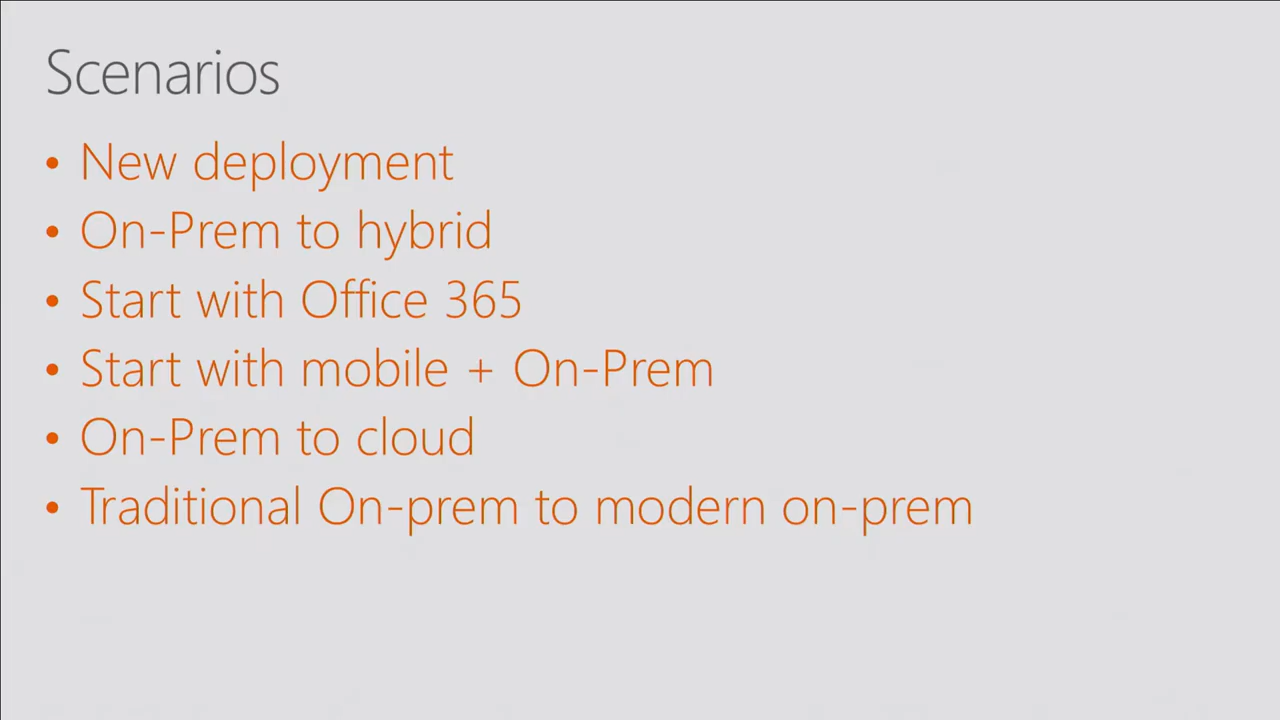 Scenarios
• New deployment
• On-Prem to hybrid
• Start with Office 365
• Start with mobile + On-Prem
• On-Prem to cloud
• Traditional On-prem to modern on-prem